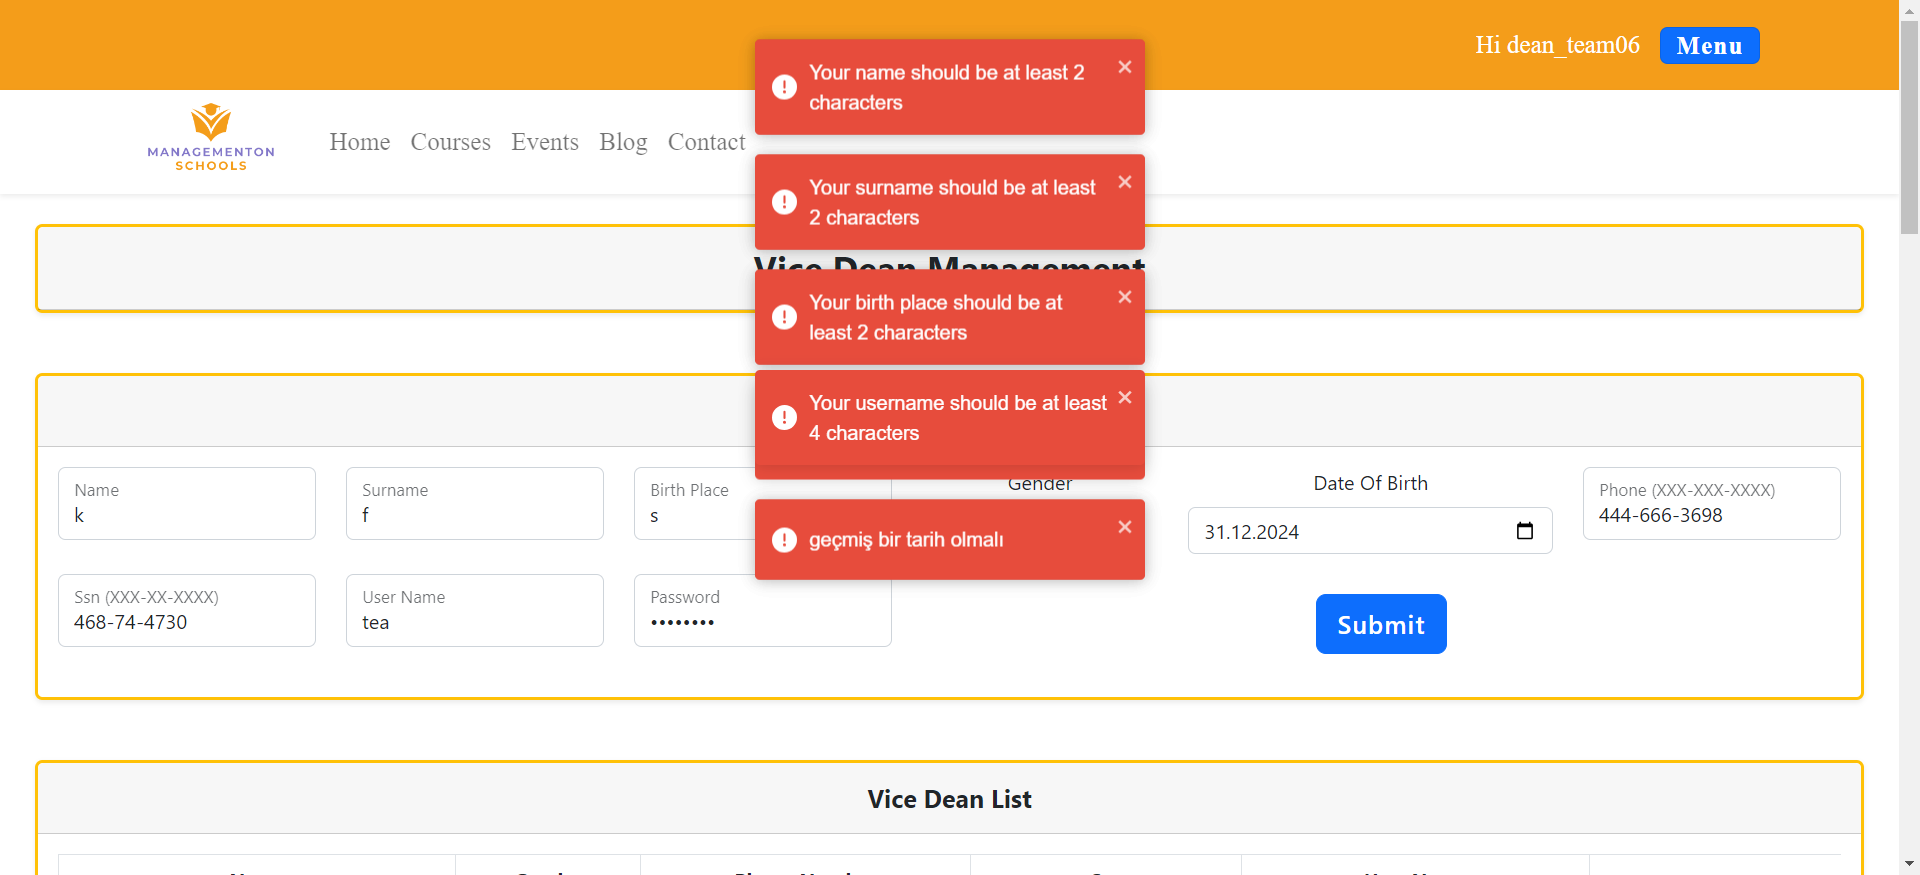 Hi dean_team06
Menu
MANAGEMENTON
SCHOOLS
Home
Courses
Events
Blog
Contact
Your name should be at least 2
characters
Your surname should be at least
2 characters
Vice Dean Management
Your birth place should be at
least 2 characters
Your username should be at least
4 characters
geçmiş bir tarih olmalı
Name
k
Surname
f
Birth Place
s
Gender
Date Of Birth
31.12.2024
Phone (XXX-XXX-XXXX)
444-666-3698
Ssn (XXX-XX-XXXX)
468-74-4730
User Name
tea
Password
••••••••
Submit
Vice Dean List